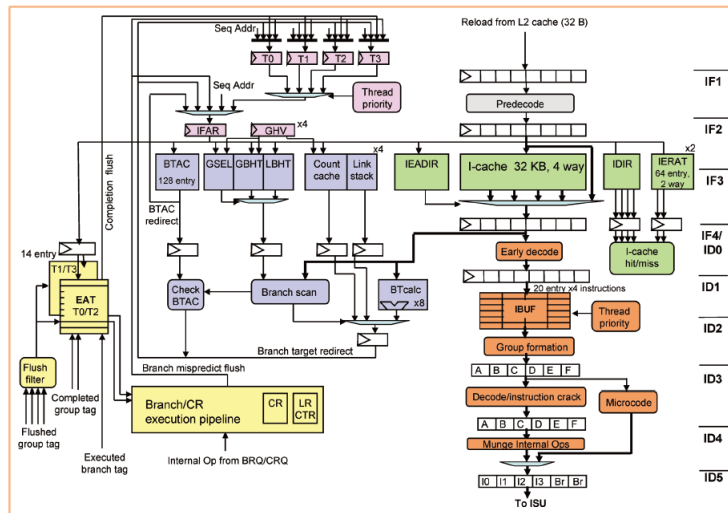 Reload from L2 cache (32 B)
Seq Addr
T0 T1 T2 T3
IF1
Seq Addr
Thread
priority
Predecode
IFAR
GHV
x4
IF2
Completion flush
BTAC
128 entry
GSEL
GBHT
LBHT
Count
cache
Link
stack
x4
IEADIR
I-cache 32 KB, 4 way
IDIR
IERAT
64 entry,
2 way
x2
IF3
BTAC
redirect
IF4/
ID0
14 entry
T1/T3
EAT
T0/T2
Check
BTAC
Branch scan
BTcalc
x8
Early decode
I-cache
hit/miss
ID1
20 entry x4 instructions
IBUF
Thread
priority
ID2
Branch target redirect
Group formation
Flush
filter
Completed
group tag
Branch mispredict flush
A B C D E F
ID3
Branch/CR
execution pipeline
CR
LR
CTR
Decode/instruction crack
Microcode
Flushed
group tag
A B C D E F
ID4
Munge Internal Ops
Executed
branch tag
Internal Op from BRQ/CRQ
I0 I1 I2 I3 Br Br
ID5
To ISU